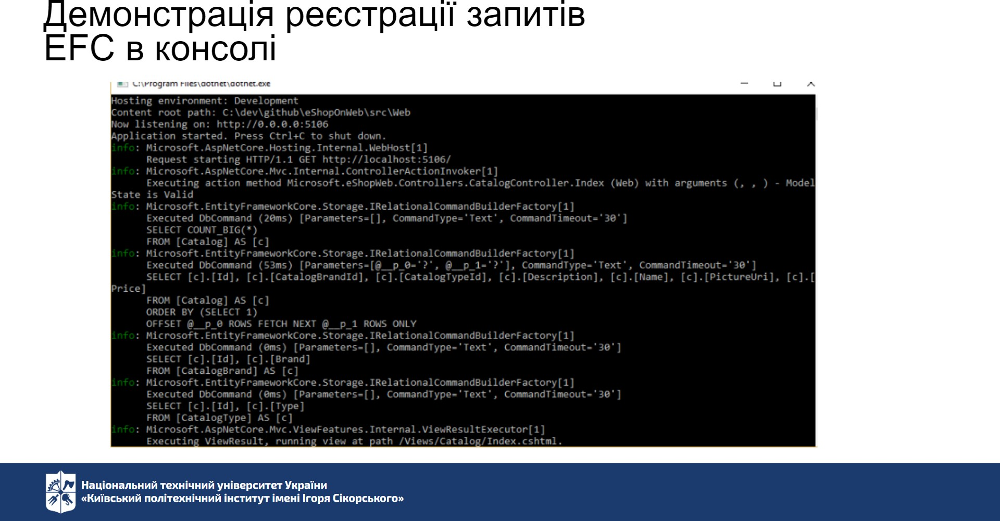 Демонстрація реєстрації запитів
EFC в консолі
C:\Program Files\dotnet\dotnet.exe
Hosting environment: Development
Content root path: C:\dev\github\eShopOnWeb\src\Web
Now listening on: http://0.0.0.0:5106
Application started. Press Ctrl+C to shut down.
info: Microsoft.AspNetCore.Hosting.Internal.WebHost[1]
Request starting HTTP/1.1 GET http://localhost:5106/
info: Microsoft.AspNetCore.Mvc.Internal.ControllerActionInvoker[1]
Executing action method Microsoft.eShopWeb.Controllers.CatalogController.Index (Web) with arguments (, , ) - Model
State is Valid
info: Microsoft.EntityFrameworkCore.Storage.IRelationalCommandBuilderFactory[1]
Executed DbCommand (20ms) [Parameters=[], CommandType='Text', CommandTimeout='30']
SELECT COUNT_BIG(*)
FROM [Catalog] AS [c]
info: Microsoft.EntityFrameworkCore.Storage.IRelationalCommandBuilderFactory[1]
Executed DbCommand (53ms) [Parameters=[@__p_0='?', @__p_1='?'], CommandType='Text', CommandTimeout='30']
SELECT [c].[Id], [c].[CatalogBrandId], [c].[CatalogTypeId], [c].[Description], [c].[Name], [c].[PictureUri], [c].[
Price]
FROM [Catalog] AS [c]
ORDER BY (SELECT 1)
OFFSET @__p_0 ROWS FETCH NEXT @__p_1 ROWS ONLY
info: Microsoft.EntityFrameworkCore.Storage.IRelationalCommandBuilderFactory[1]
Executed DbCommand (0ms) [Parameters=[], CommandType='Text', CommandTimeout='30']
SELECT [c].[Id], [c].[Brand]
FROM [CatalogBrand] AS [c]
info: Microsoft.EntityFrameworkCore.Storage.IRelationalCommandBuilderFactory[1]
Executed DbCommand (0ms) [Parameters=[], CommandType='Text', CommandTimeout='30']
SELECT [c].[Id], [c].[Type]
FROM [CatalogType] AS [c]
info: Microsoft.AspNetCore.Mvc.ViewFeatures.Internal.ViewResultExecutor[1]
Executing ViewResult, running view at path /Views/Catalog/Index.cshtml.
Національний технічний університет України
«Київський політехнічний інститут імені Ігоря Сікорського»